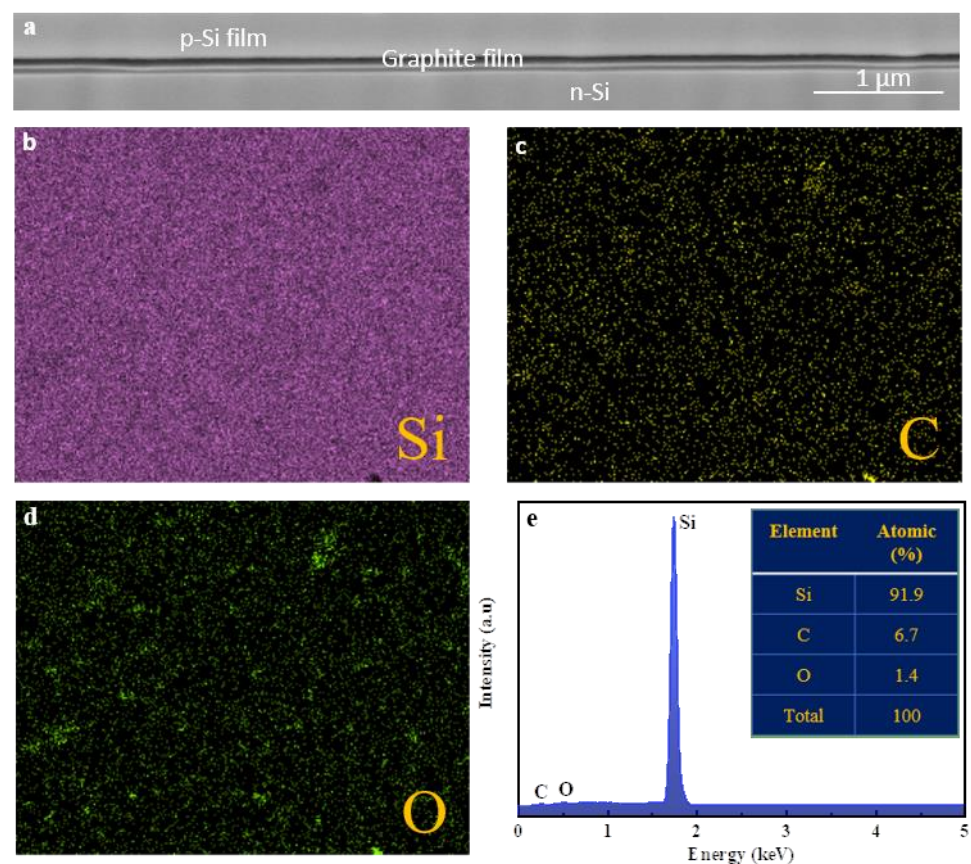 a
p-Si film
Graphite film
n-Si
1 μm
b
Si
c
C
d
O
e
Si
Element Atomic (%)
Si 91.9
C 6.7
O 1.4
Total 100
C O
Intensity (a.u)
0 1 2 3 4 5
Energy (keV)